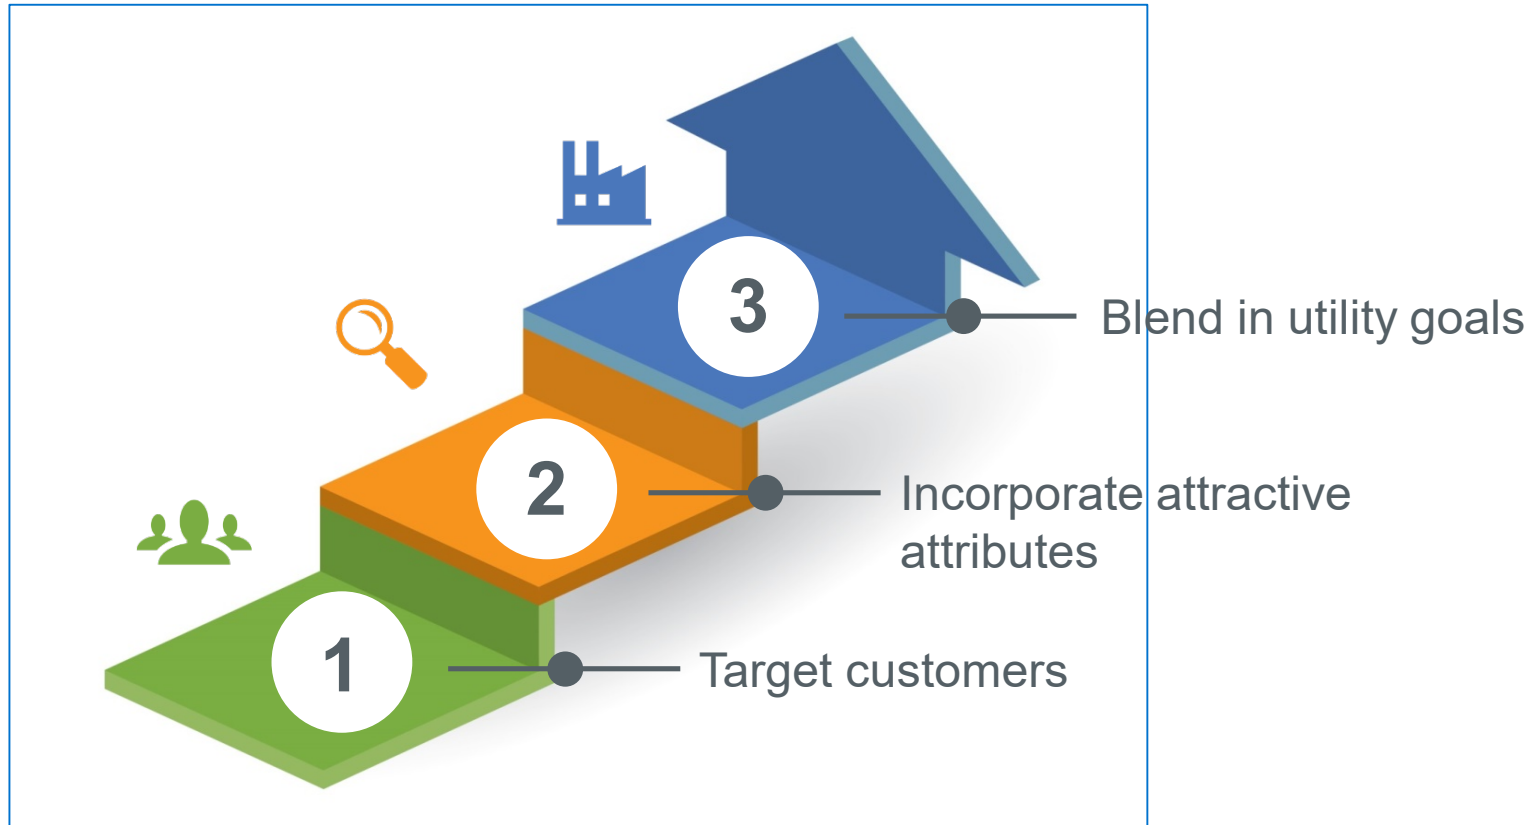 3
Blend in utility goals
2
Incorporate attractive
attributes
1
Target customers